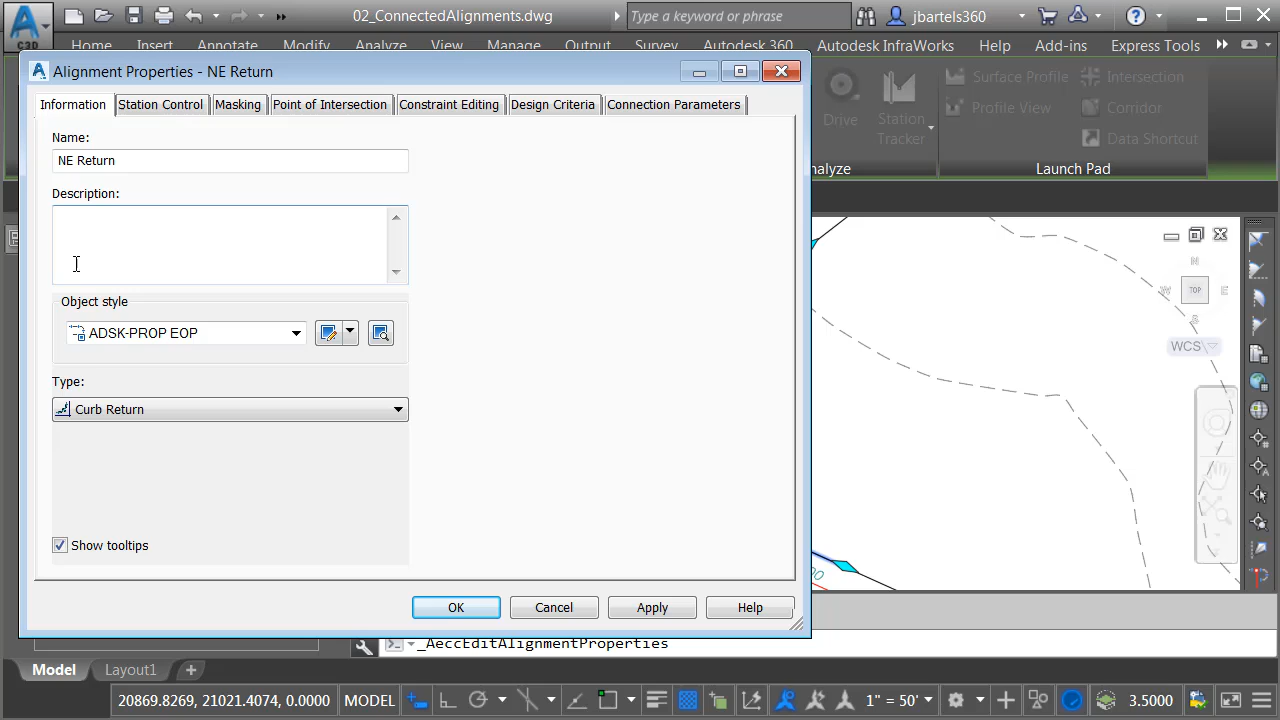 02_ConnectedAlignments.dwg
Type a keyword or phrase
jbartels360
C3D
Home Insert Annotate Modify Analyze View Manage Output Survey Autodesk 360 Autodesk InfraWorks Help Add-ins Express Tools
Alignment Properties - NE Return
Information Station Control Masking Point of Intersection Constraint Editing Design Criteria Connection Parameters
Name:
NE Return
Description:
Object style
ADSK-PROP EOP
Type:
Curb Return
Show tooltips
OK Cancel Apply Help
Drive
Station
Tracker
Surface Profile
Profile View
Intersection
Corridor
Data Shortcut
alyze
Launch Pad
N
W TOP E
S
WCS
_AeccEditAlignmentProperties
Model Layout1 +
20869.8269, 21021.4074, 0.0000 MODEL 1" = 50' 3.5000